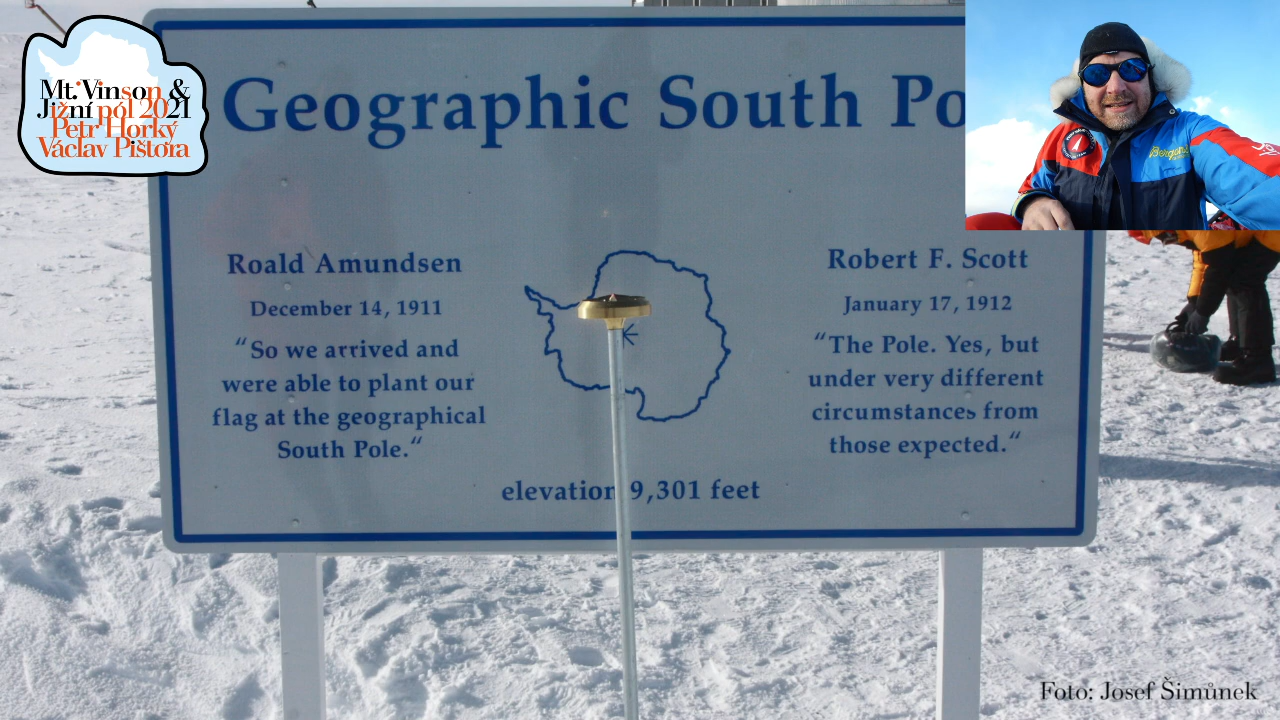 Mt. Vinson &
Jižní pól 2021
Petr Horký
Václav Pištora
Geographic South Po
Roald Amundsen
December 14, 1911
“So we arrived and
were able to plant our
flag at the geographical
South Pole.“
Robert F. Scott
January 17, 1912
“The Pole. Yes, but
under very different
circumstances from
those expected.“
elevation 9,301 feet
Foto: Josef Šimůnek